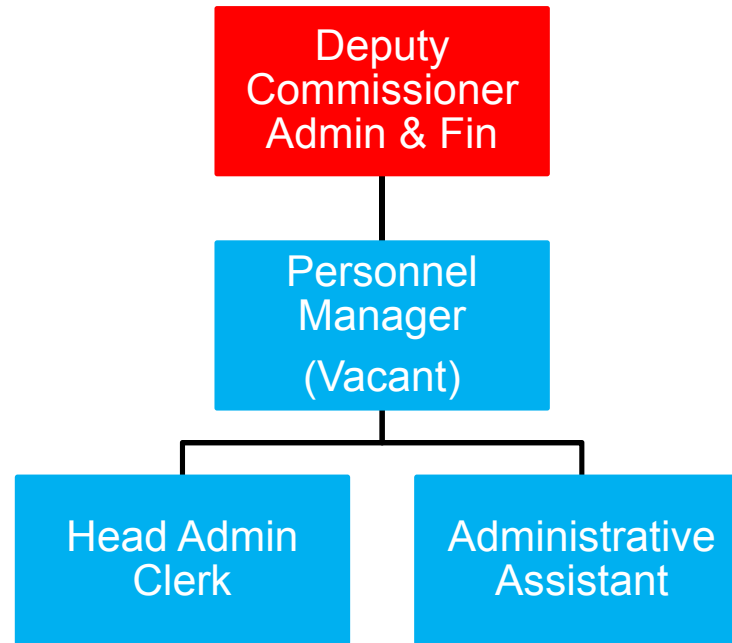 Deputy
Commissioner
Admin & Fin
Personnel
Manager
(Vacant)
Head Admin
Clerk
Administrative
Assistant